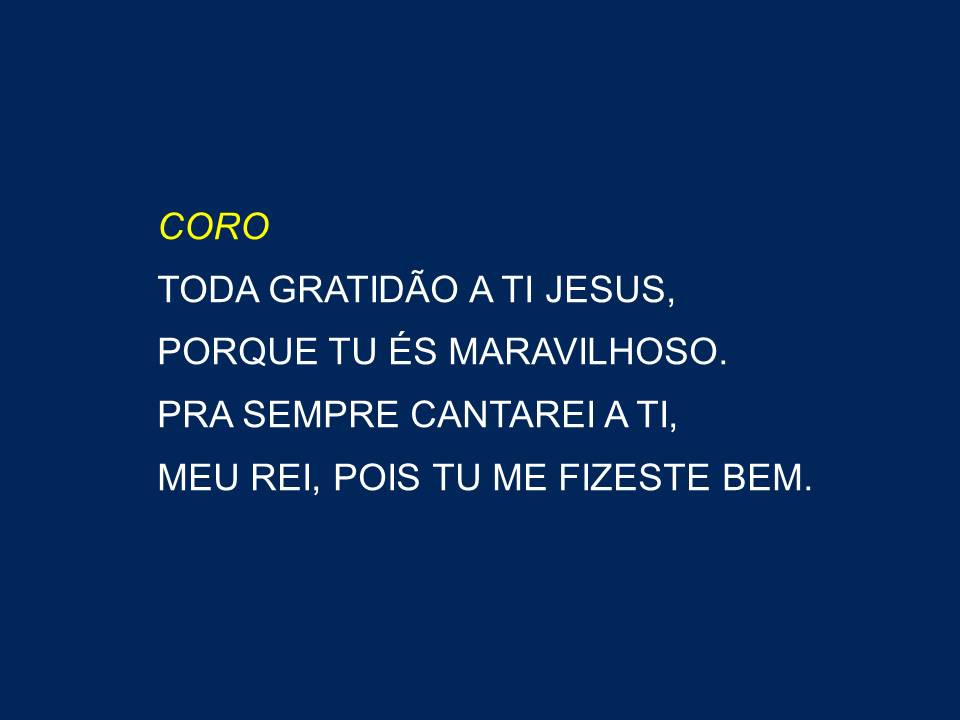 CORO
TODA GRATIDÃO A TI JESUS,
PORQUE TU ÉS MARAVILHOSO.
PRA SEMPRE CANTAREI A TI,
MEU REI, POIS TU ME FIZESTE BEM.